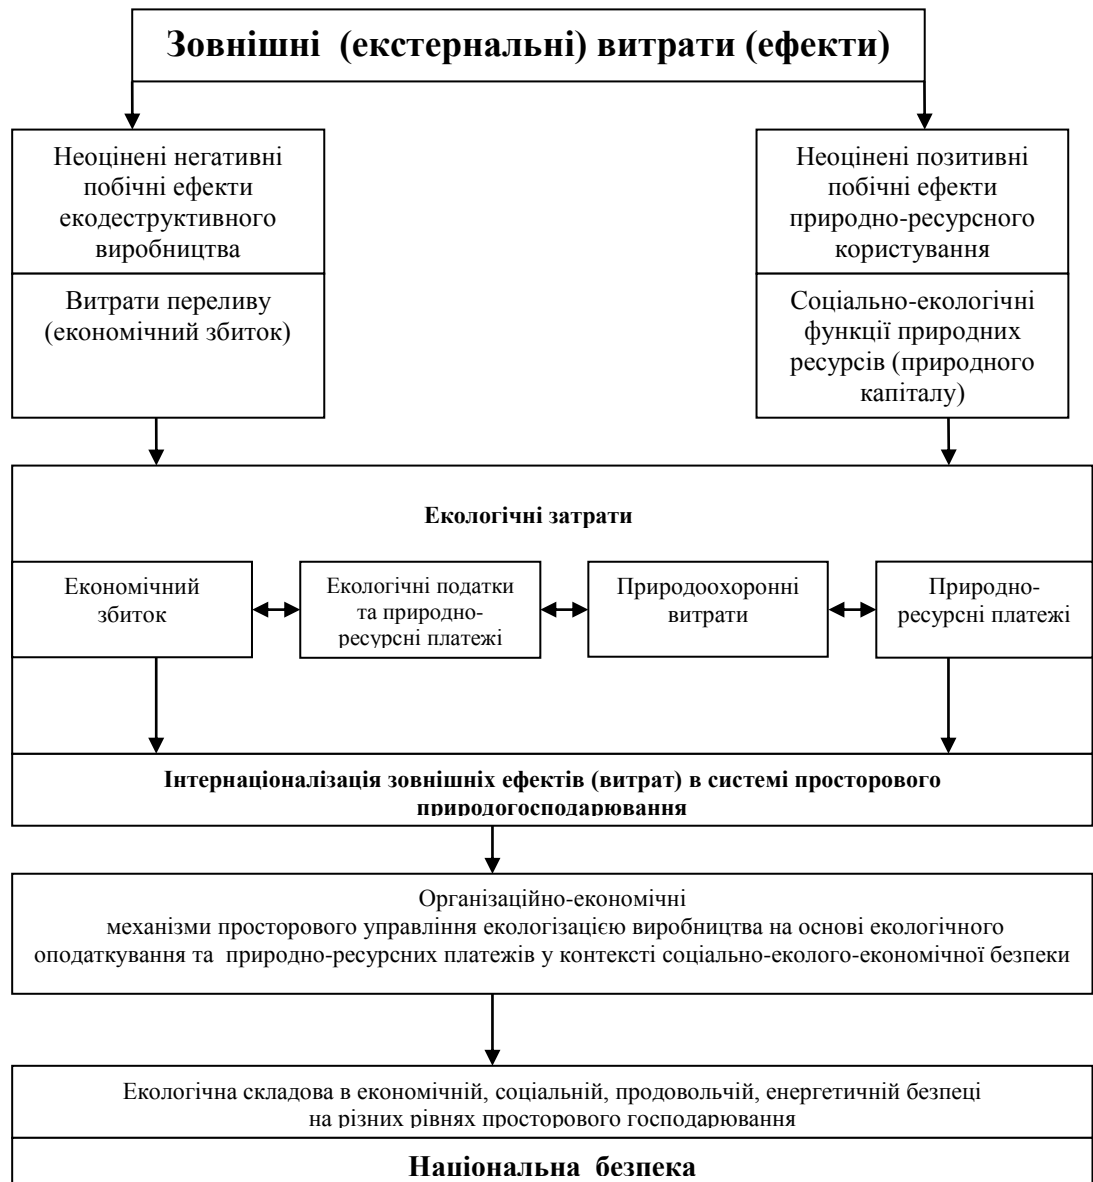 Зовнішні (екстернальні) витрати (ефекти)
Неоцінені негативні
побічні ефекти
екодеструктивного
виробництва
Витрати переливу
(економічний збиток)
Неоцінені позитивні
побічні ефекти
природно-ресурсного
користування
Соціально-екологічні
функції природних
ресурсів (природного
капіталу)
Екологічні затрати
Економічний
збиток
Екологічні податки
та природно-
ресурсні платежі
Природоохоронні
витрати
Природно-
ресурсні платежі
Інтернаціоналізація зовнішніх ефектів (витрат) в системі просторового
природогосподарювання
Організаційно-економічні
механізми просторового управління екологізацією виробництва на основі екологічного
оподаткування та природно-ресурсних платежів у контексті соціально-еколого-економічної безпеки
Екологічна складова в економічній, соціальній, продовольчій, енергетичній безпеці
на різних рівнях просторового господарювання
Національна безпека